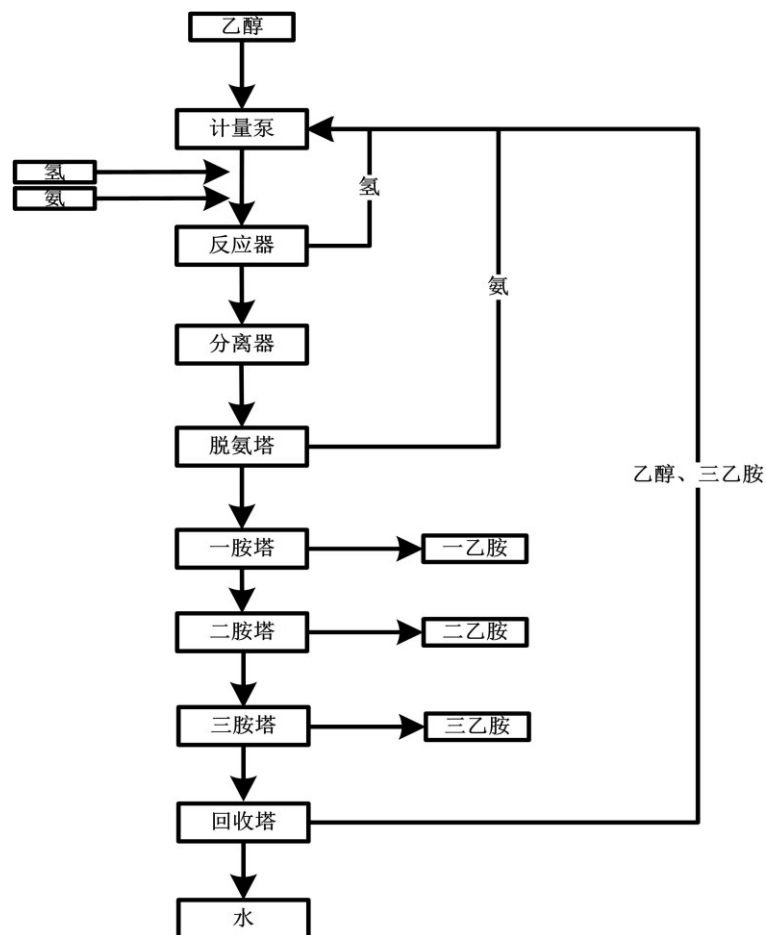 乙醇
计量泵
氢
氨
氢
反应器
氨
分离器
脱氨塔
乙醇、三乙胺
一胺塔
一乙胺
二胺塔
二乙胺
三胺塔
三乙胺
回收塔
水